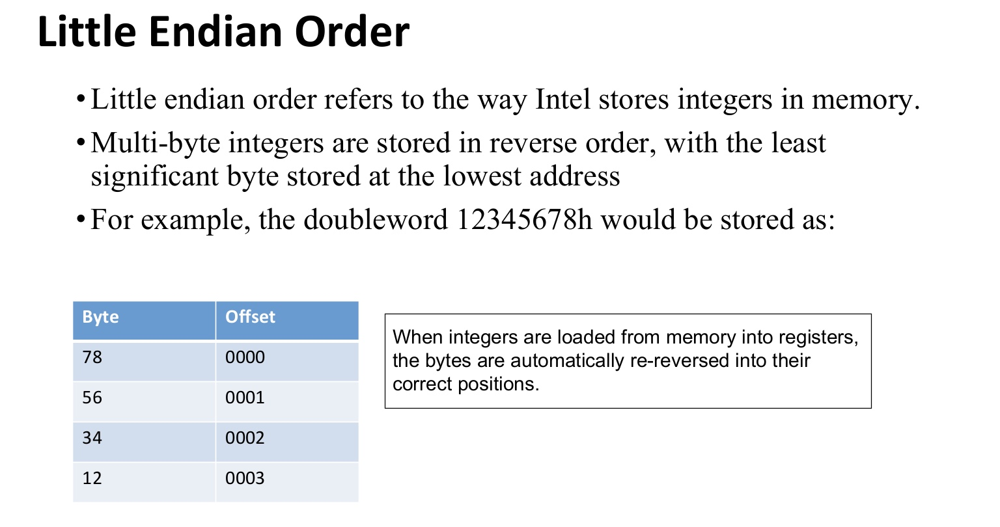 Little Endian Order
•Little endian order refers to the way Intel stores integers in memory.
•Multi-byte integers are stored in reverse order, with the least
significant byte stored at the lowest address
•For example, the doubleword 12345678h would be stored as:
Byte Offset
78 0000
56 0001
34 0002
12 0003
When integers are loaded from memory into registers,
the bytes are automatically re-reversed into their
correct positions.